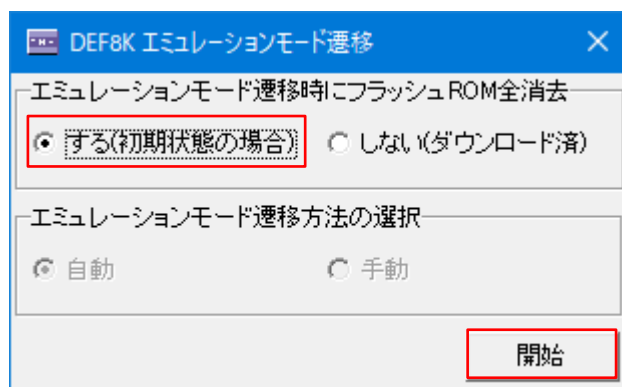 DEF8K エミュレーションモード遷移
エミュレーションモード遷移時にフラッシュROM全消去
する(初期状態の場合) しない(ダウンロード済)
エミュレーションモード遷移方法の選択
自動 手動
開始